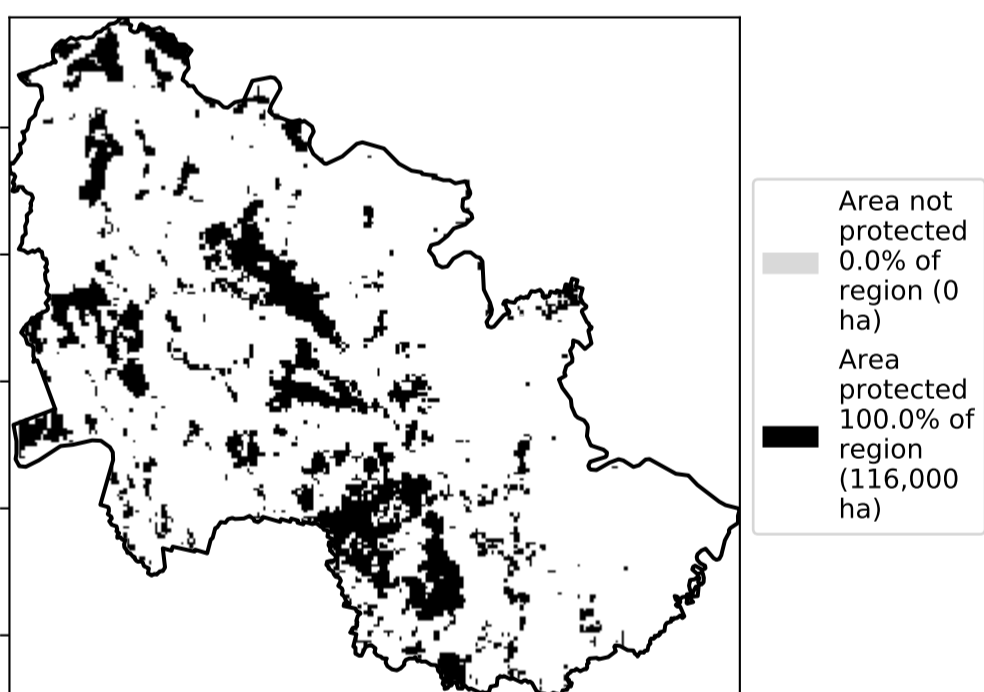 Area not
protected
0.0% of
region (0
ha)
Area
protected
100.0% of
region
(116,000
ha)